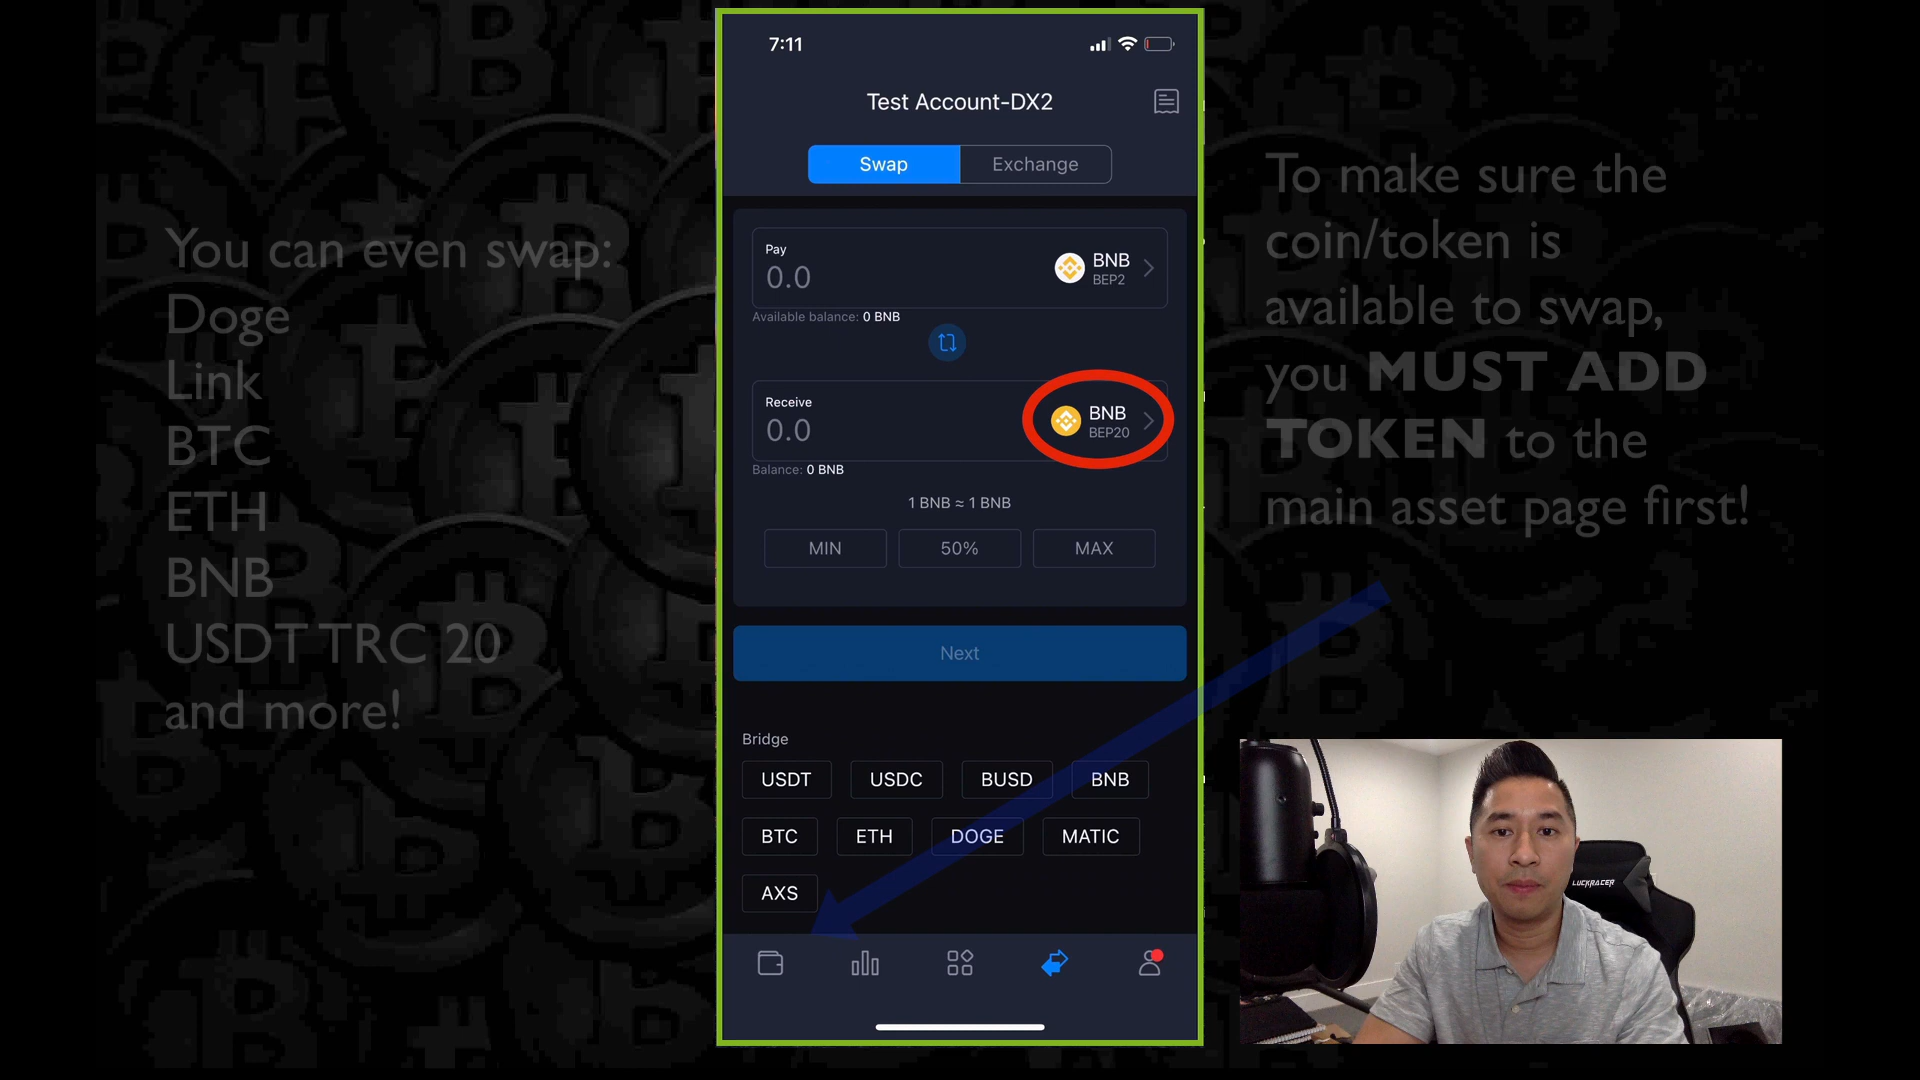 You can even swap:
Doge
Link
BTC
ETH
BNB
USDT TRC 20
and more!
7:11
Test Account-DX2
Swap
Exchange
Pay
0.0
BNB
BEP2
Available balance: 0 BNB
Receive
0.0
BNB
BEP20
Balance: 0 BNB
1 BNB ≈ 1 BNB
MIN
50%
MAX
Next
Bridge
USDT
USDC
BUSD
BNB
BTC
ETH
DOGE
MATIC
AXS
To make sure the
coin/token is
available to swap,
you MUST ADD
TOKEN to the
main asset page first!
LUCKRACER